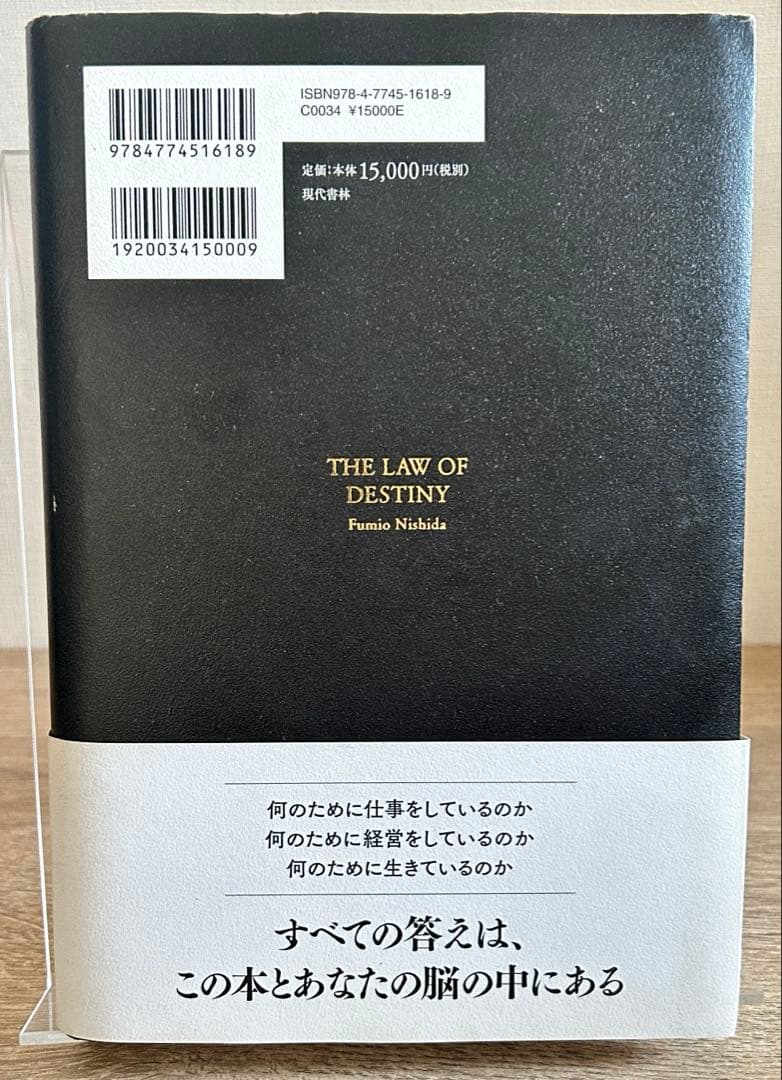 ISBN978-4-7745-1618-9
C0034 ¥15000E
9784774516189
定価:本体15,000円(税別)
現代書林
1920034150009
THE LAW OF
DESTINY
Fumio Nishida
何のために仕事をしているのか
何のために経営をしているのか
何のために生きているのか
すべての答えは、
この本とあなたの脳の中にある